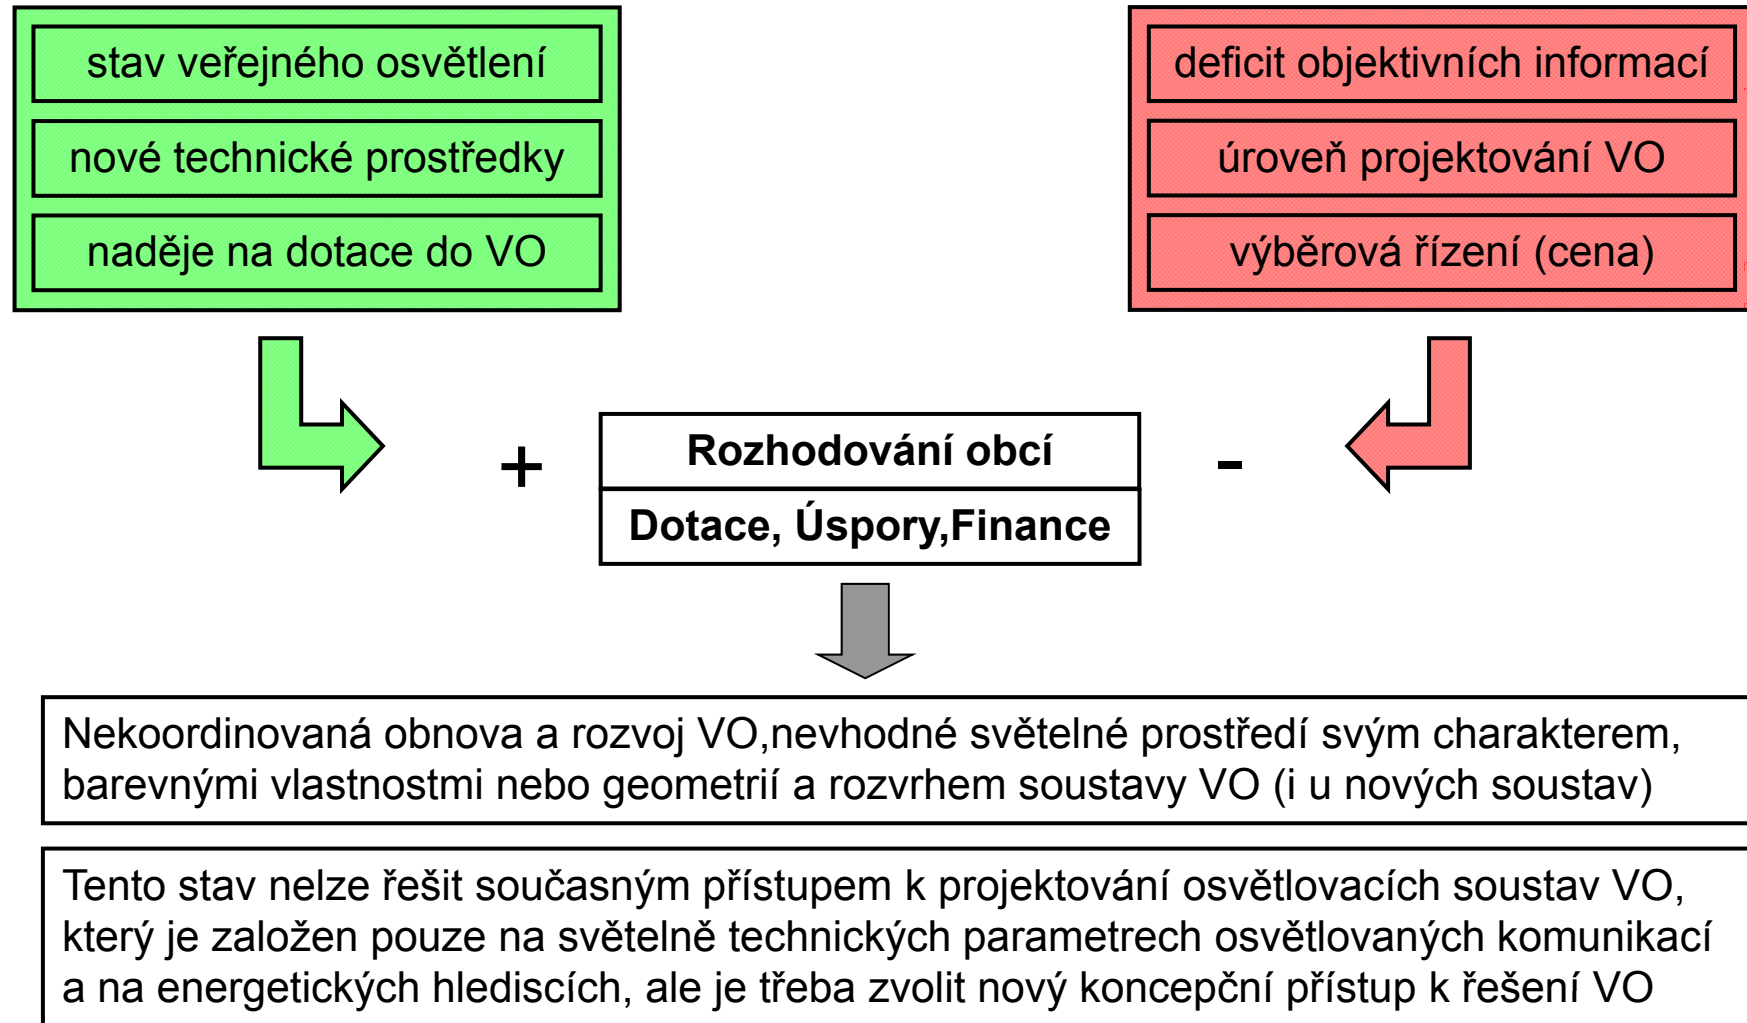 stav veřejného osvětlení
nové technické prostředky
naděje na dotace do VO
deficit objektivních informací
úroveň projektování VO
výběrová řízení (cena)
+
Rozhodování obcí
-
Dotace, Úspory,Finance
Nekoordinovaná obnova a rozvoj VO,nevhodné světelné prostředí svým charakterem,
barevnými vlastnostmi nebo geometrií a rozvrhem soustavy VO (i u nových soustav)
Tento stav nelze řešit současným přístupem k projektování osvětlovacích soustav VO,
který je založen pouze na světelně technických parametrech osvětlovaných komunikací
a na energetických hlediscích, ale je třeba zvolit nový koncepční přístup k řešení VO